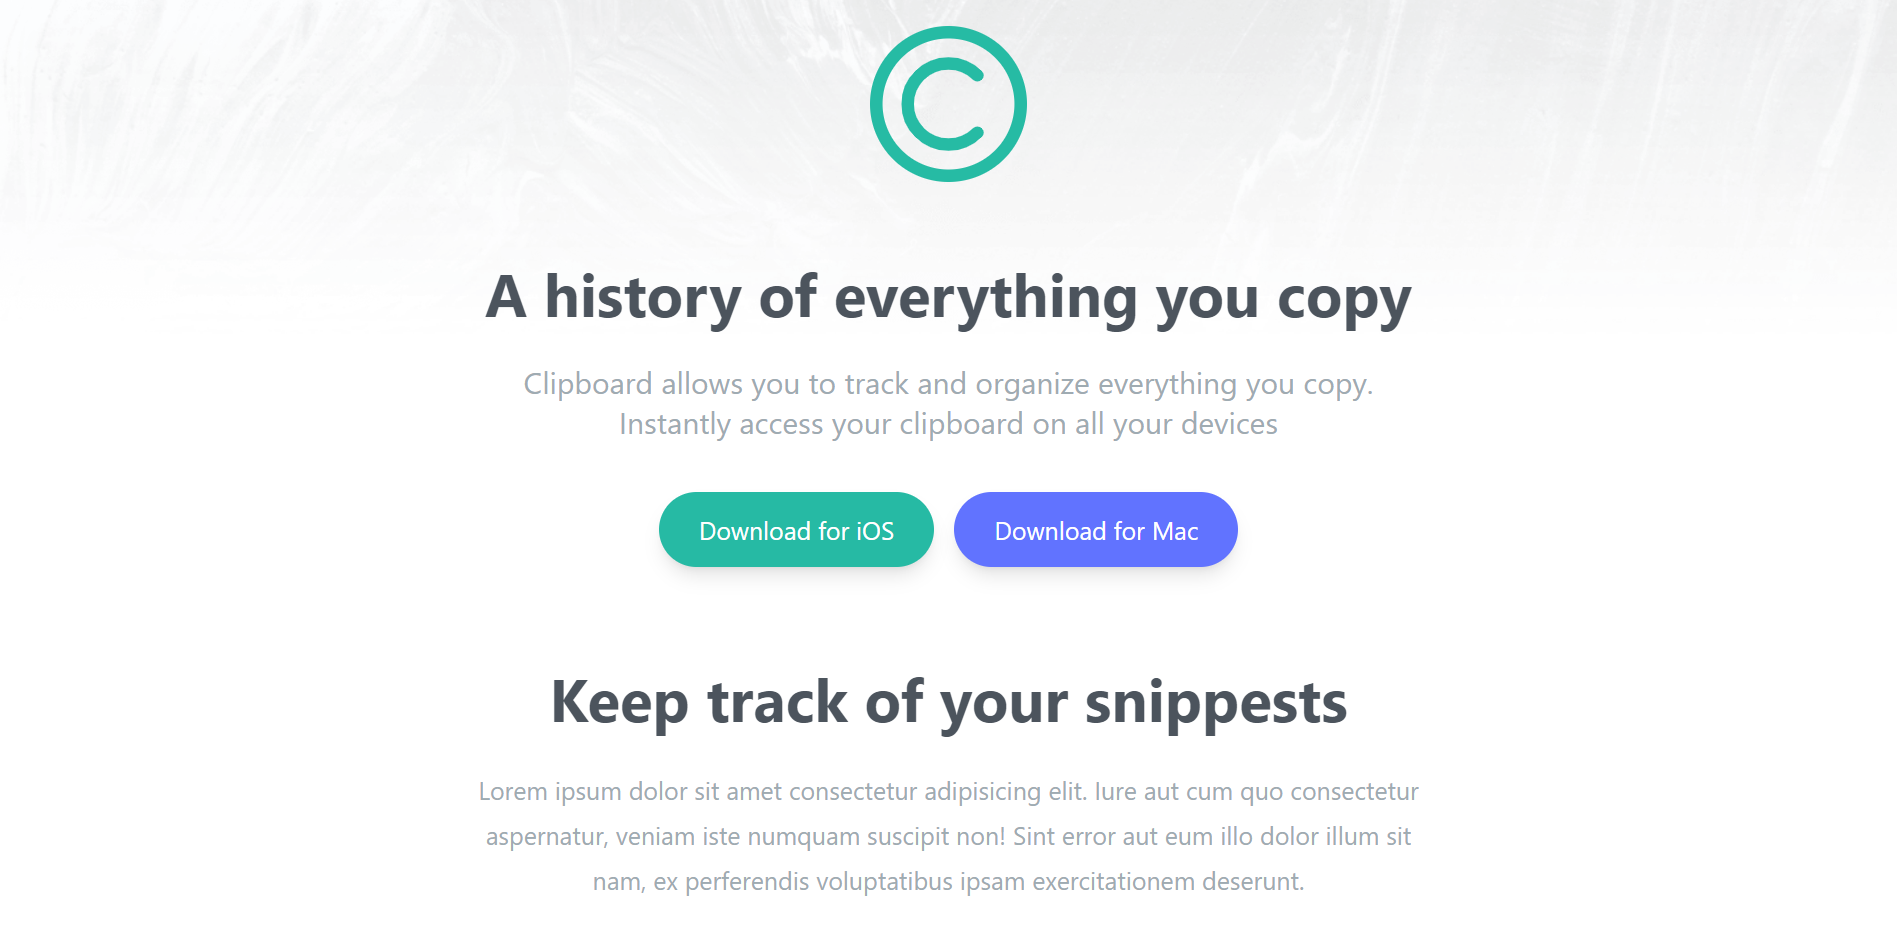 ©
A history of everything you copy
Clipboard allows you to track and organize everything you copy.
Instantly access your clipboard on all your devices
Download for iOS
Download for Mac
Keep track of your snippests
Lorem ipsum dolor sit amet consectetur adipisicing elit. Iure aut cum quo consectetur
aspernatur, veniam iste numquam suscipit non! Sint error aut eum illo dolor illum sit
nam, ex perferendis voluptatibus ipsam exercitationem deserunt.